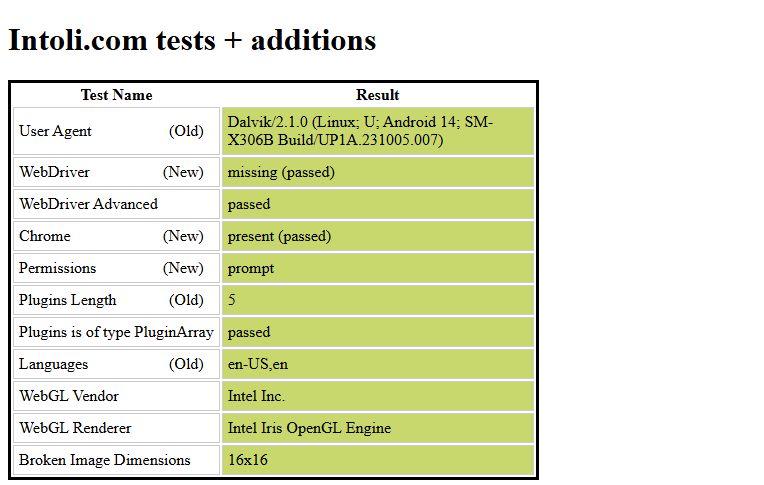 Intoli.com tests + additions
Test Name Result
User Agent (Old) Dalvik/2.1.0 (Linux; U; Android 14; SM-
X306B Build/UP1A.231005.007)
WebDriver (New) missing (passed)
WebDriver Advanced passed
Chrome (New) present (passed)
Permissions (New) prompt
Plugins Length (Old) 5
Plugins is of type PluginArray passed
Languages (Old) en-US,en
WebGL Vendor Intel Inc.
WebGL Renderer Intel Iris OpenGL Engine
Broken Image Dimensions 16x16